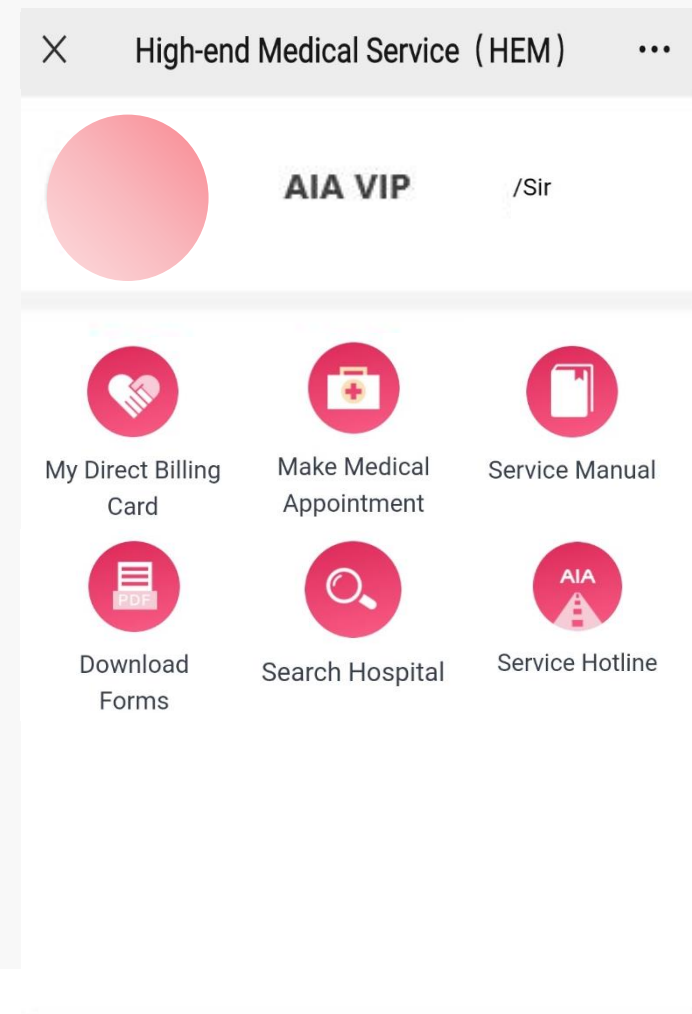 High-end Medical Service（HEM）
AIA VIP /Sir
My Direct Billing
Card
Make Medical
Appointment
Service Manual
PDF
AIA
Download
Forms
Search Hospital
Service Hotline